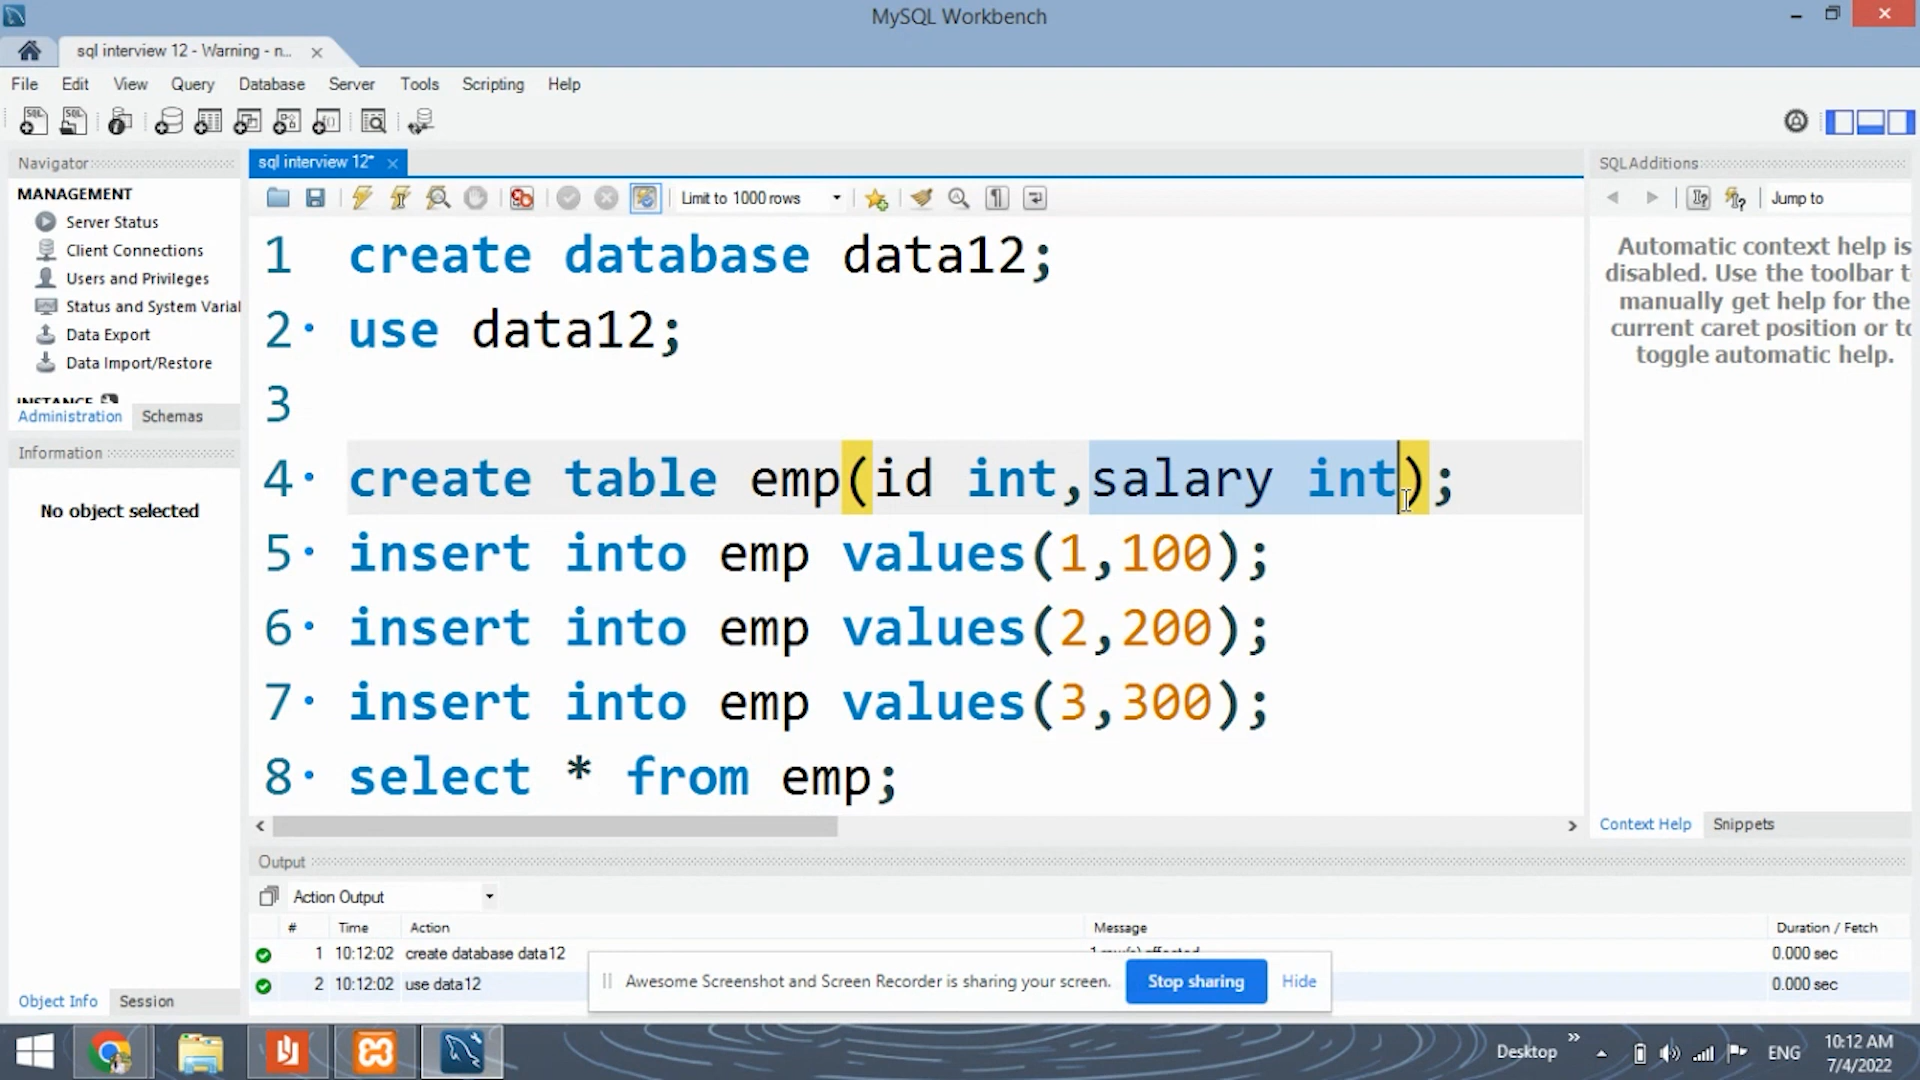 MySQL Workbench
sql interview 12 - Warning - n...
File Edit View Query Database Server Tools Scripting Help
Navigator
MANAGEMENT
Server Status
Client Connections
Users and Privileges
Status and System Varial
Data Export
Data Import/Restore
INSTANCE
Administration Schemas
Information
No object selected
Object Info Session
sql interview 12*
Limit to 1000 rows
1 create database data12;
2 use data12;
3
4 create table emp(id int,salary int);
5 insert into emp values(1,100);
6 insert into emp values(2,200);
7 insert into emp values(3,300);
8 select * from emp;
SQLAdditions
Jump to
Automatic context help is
disabled. Use the toolbar t
manually get help for the
current caret position or to
toggle automatic help.
Context Help Snippets
Output
Action Output
# Time Action Message Duration / Fetch
1 10:12:02 create database data12 1 row(s) affected 0.000 sec
2 10:12:02 use data12 0.000 sec
Awesome Screenshot and Screen Recorder is sharing your screen. Stop sharing Hide
Desktop ENG
10:12 AM
7/4/2022